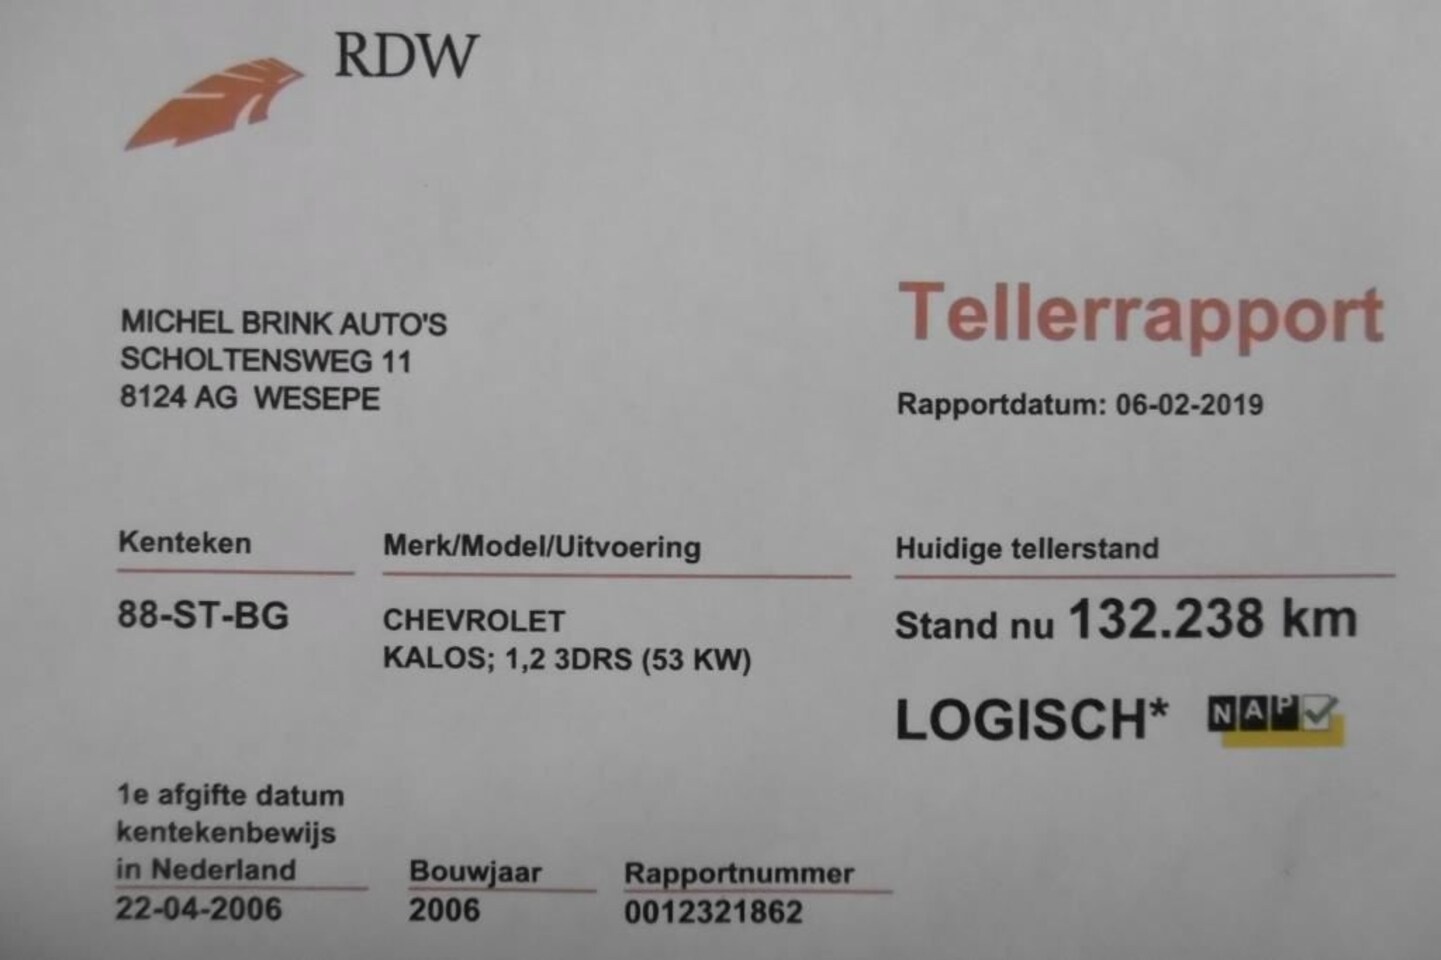 RDW
MICHEL BRINK AUTO'S
SCHOLTENSWEG 11
8124 AG WESEPE
Tellerrapport
Rapportdatum: 06-02-2019
Kenteken
88-ST-BG
Merk/Model/Uitvoering
CHEVROLET
KALOS; 1,2 3DRS (53 KW)
Huidige tellerstand
Stand nu 132.238 km
LOGISCH*
NAP
1e afgifte datum
kentekenbewijs
in Nederland
22-04-2006
Bouwjaar
2006
Rapportnummer
0012321862